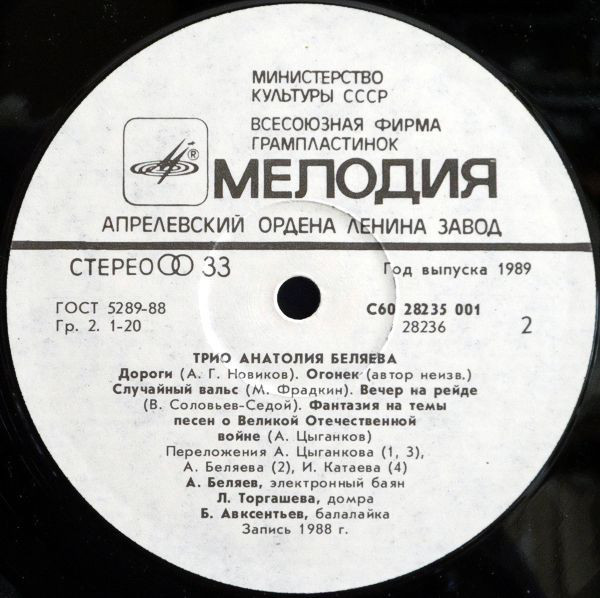 МИНИСТЕРСТВО
КУЛЬТУРЫ СССР
ВСЕСОЮЗНАЯ ФИРМА
ГРАМПЛАСТИНОК
®
МЕЛОДИЯ
АПРЕЛЕВСКИЙ ОРДЕНА ЛЕНИНА ЗАВОД
СТЕРЕО 33
Год выпуска 1989
ГОСТ 5289-88
Гр. 2. 1-20
С60 28235 001
28236
2
ТРИО АНАТОЛИЯ БЕЛЯЕВА
Дороги (А. Г. Новиков). Огонек (автор неизв.)
Случайный вальс (М. Фрадкин). Вечер на рейде
(В. Соловьев-Седой). Фантазия на темы
песен о Великой Отечественной
войне (А. Цыганков)
Переложения А. Цыганкова (1, 3),
А. Беляева (2), И. Катаева (4)
А. Беляев, электронный баян
Л. Торгашева, домра
Б. Авксентьев, балалайка
Запись 1988 г.